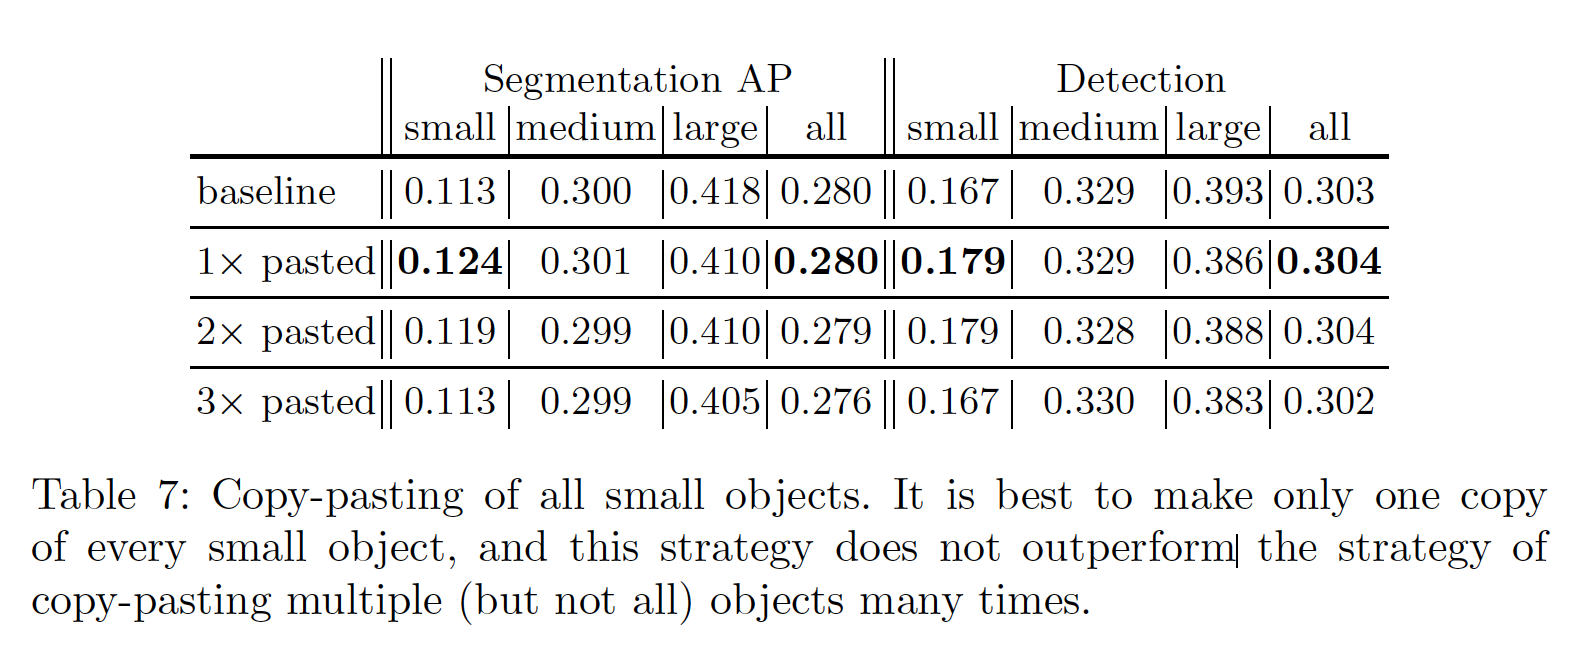 Segmentation AP Detection
small medium large all small medium large all
baseline 0.113 0.300 0.418 0.280 0.167 0.329 0.393 0.303
1× pasted 0.124 0.301 0.410 0.280 0.179 0.329 0.386 0.304
2× pasted 0.119 0.299 0.410 0.279 0.179 0.328 0.388 0.304
3× pasted 0.113 0.299 0.405 0.276 0.167 0.330 0.383 0.302
Table 7: Copy-pasting of all small objects. It is best to make only one copy
of every small object, and this strategy does not outperform the strategy of
copy-pasting multiple (but not all) objects many times.